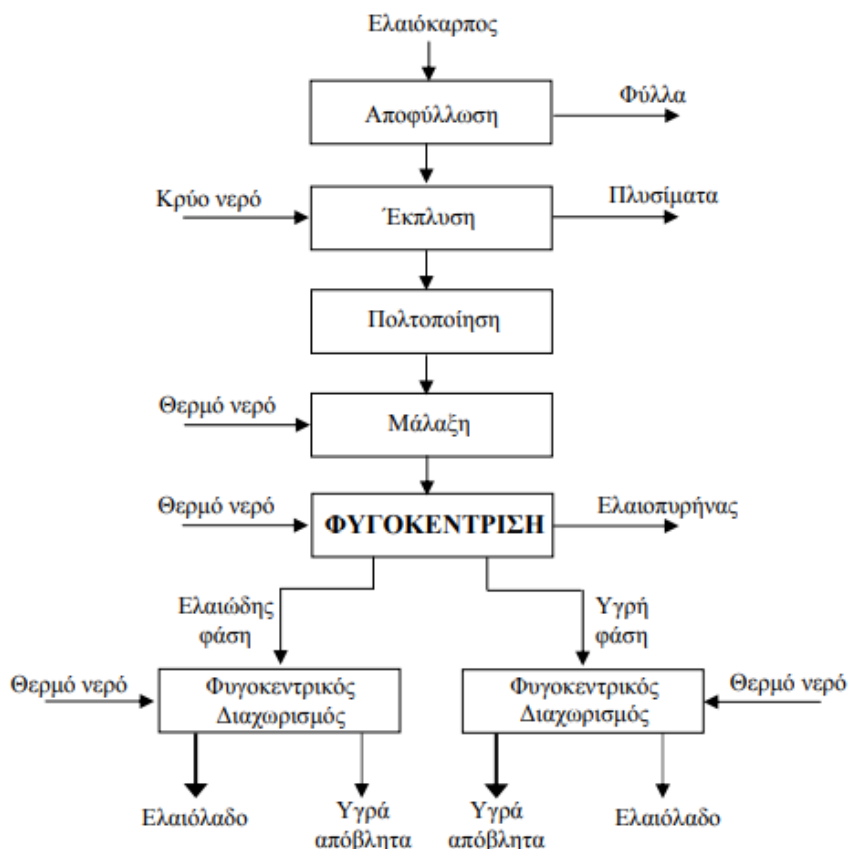 Ελαιόκαρπος
Αποφύλλωση
Φύλλα
Κρύο νερό
Έκπλυση
Πλυσίματα
Πολτοποίηση
Θερμό νερό
Μάλαξη
Θερμό νερό
ΦΥΓΟΚΕΝΤΡΙΣΗ
Ελαιοπυρήνας
Ελαιώδης
φάση
Υγρή
φάση
Θερμό νερό
Φυγοκεντρικός
Διαχωρισμός
Φυγοκεντρικός
Διαχωρισμός
Θερμό νερό
Ελαιόλαδο
Υγρά
απόβλητα
Υγρά
απόβλητα
Ελαιόλαδο